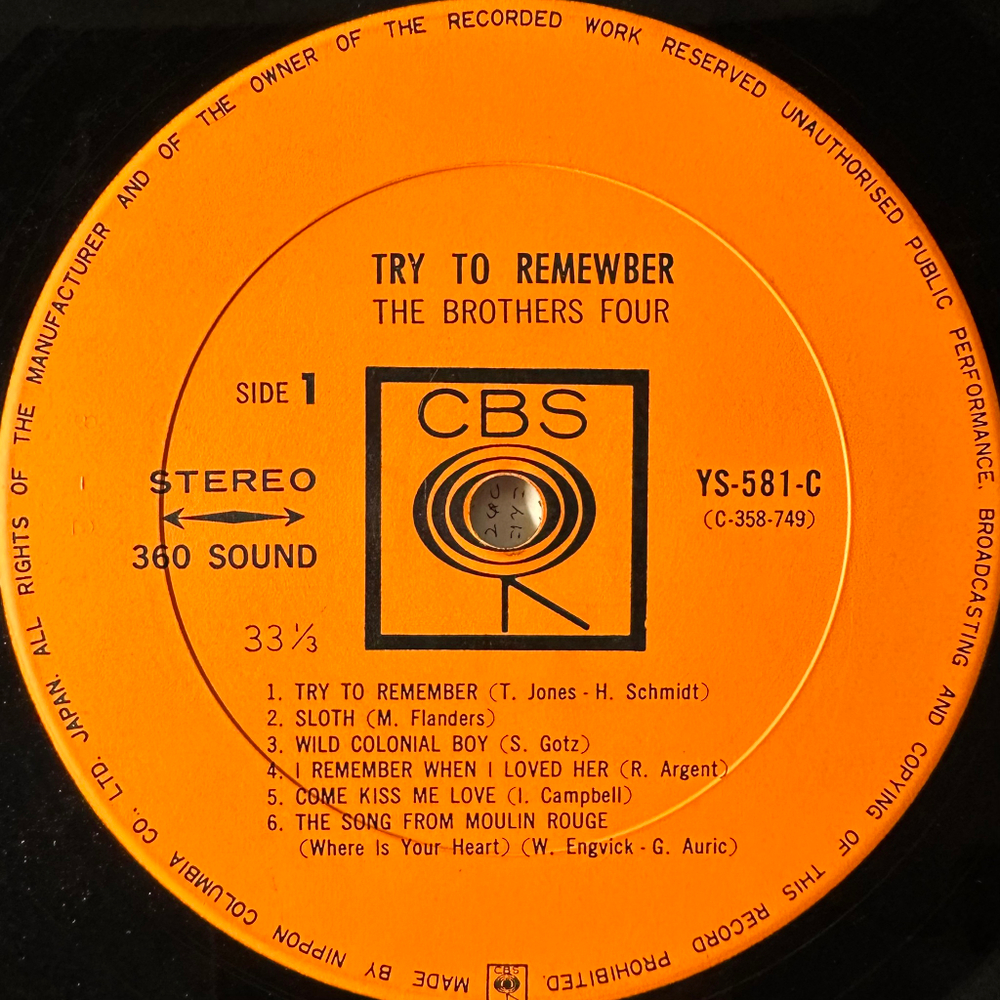 ALL RIGHTS OF THE MANUFACTURER AND OF THE OWNER OF THE RECORDED WORK RESERVED UNAUTHORISED PUBLIC PERFORMANCE, BROADCASTING AND COPYING OF THIS RECORD PROHIBITED.
TRY TO REMEWBER
THE BROTHERS FOUR
SIDE 1
CBS
STEREO
360 SOUND
YS-581-C
(C-358-749)
33 ⅓
1. TRY TO REMEMBER (T. Jones - H. Schmidt)
2. SLOTH (M. Flanders)
3. WILD COLONIAL BOY (S. Gotz)
4. I REMEMBER WHEN I LOVED HER (R. Argent)
5. COME KISS ME LOVE (I. Campbell)
6. THE SONG FROM MOULIN ROUGE
(Where Is Your Heart) (W. Engvick - G. Auric)
CBS
MADE BY NIPPON COLUMBIA CO., LTD. JAPAN.